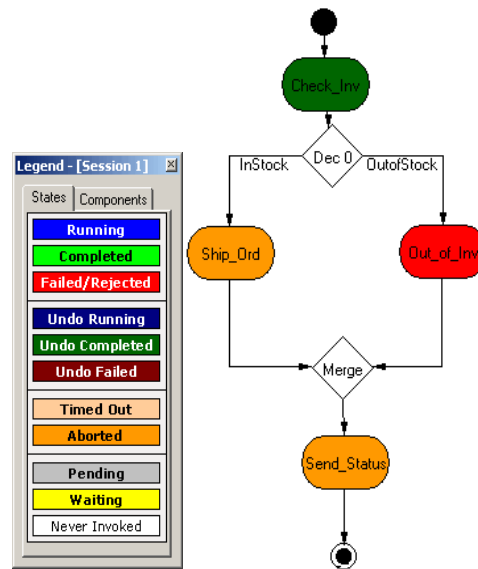 Check_Inv
Dec 0
InStock
OutofStock
Ship_Ord
Out_of_Inv
Merge
Send_Status
Legend - [Session 1]
States
Components
Running
Completed
Failed/Rejected
Undo Running
Undo Completed
Undo Failed
Timed Out
Aborted
Pending
Waiting
Never Invoked